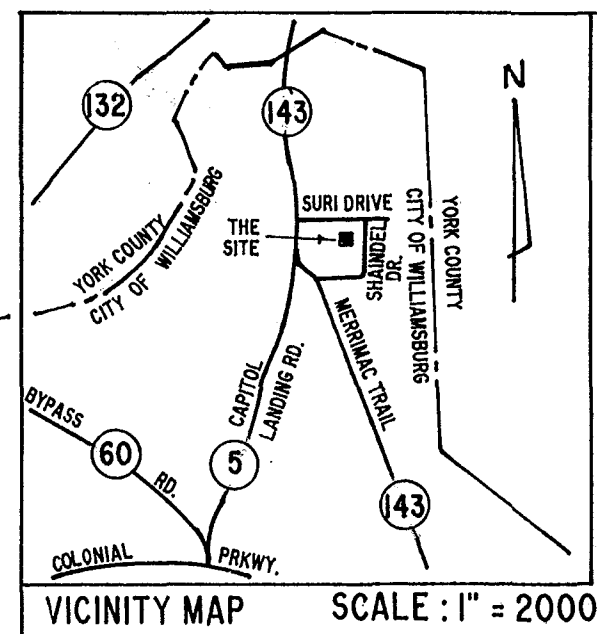 132
143
N
SURI DRIVE
THE
SITE
SHAINDEL
DR.
YORK COUNTY
CITY OF WILLIAMSBURG
YORK COUNTY
CITY OF WILLIAMSBURG
MERRIMAC TRAIL
CAPITOL
LANDING RD.
BYPASS
RD.
60
5
143
COLONIAL PRKWY.
VICINITY MAP SCALE : 1" = 2000